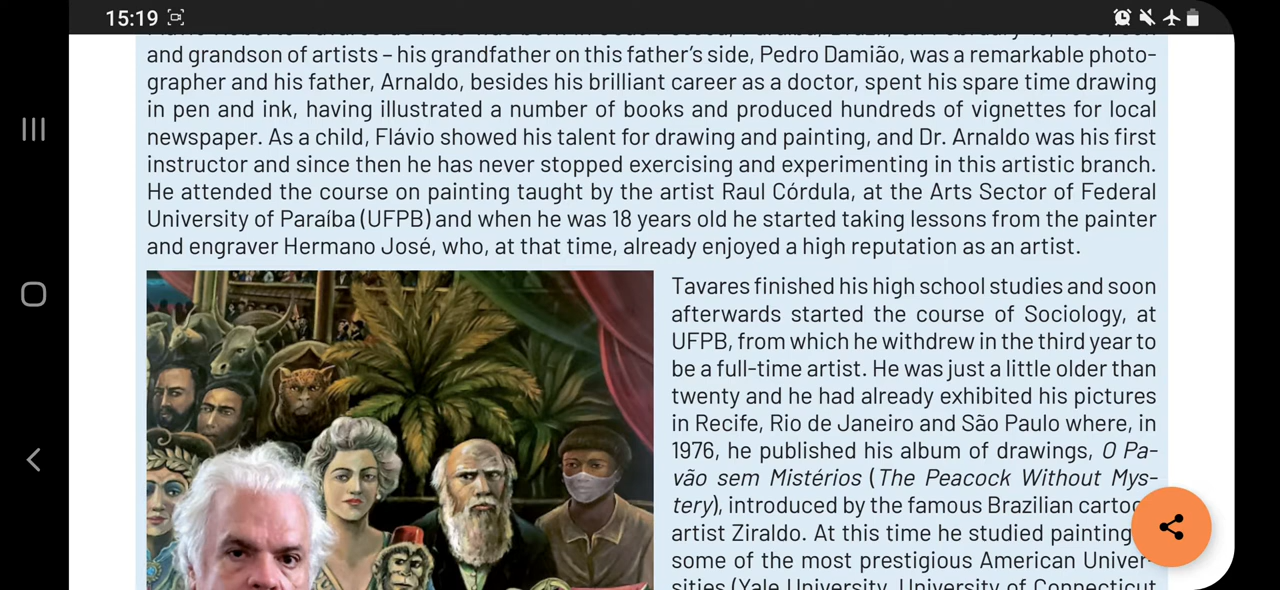 15:19
and grandson of artists – his grandfather on this father's side, Pedro Damião, was a remarkable photo-
grapher and his father, Arnaldo, besides his brilliant career as a doctor, spent his spare time drawing
in pen and ink, having illustrated a number of books and produced hundreds of vignettes for local
newspaper. As a child, Flávio showed his talent for drawing and painting, and Dr. Arnaldo was his first
instructor and since then he has never stopped exercising and experimenting in this artistic branch.
He attended the course on painting taught by the artist Raul Córdula, at the Arts Sector of Federal
University of Paraíba (UFPB) and when he was 18 years old he started taking lessons from the painter
and engraver Hermano José, who, at that time, already enjoyed a high reputation as an artist.
Tavares finished his high school studies and soon
afterwards started the course of Sociology, at
UFPB, from which he withdrew in the third year to
be a full-time artist. He was just a little older than
twenty and he had already exhibited his pictures
in Recife, Rio de Janeiro and São Paulo where, in
1976, he published his album of drawings, O Pa-
vão sem Mistérios (The Peacock Without Mys-
tery), introduced by the famous Brazilian
artist Ziraldo. At this time he studied painting
some of the most prestigious American Univer-
sities (Yale University, University of Connecticut